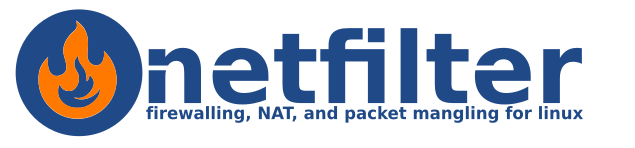 netfilter
firewalling, NAT, and packet mangling for linux